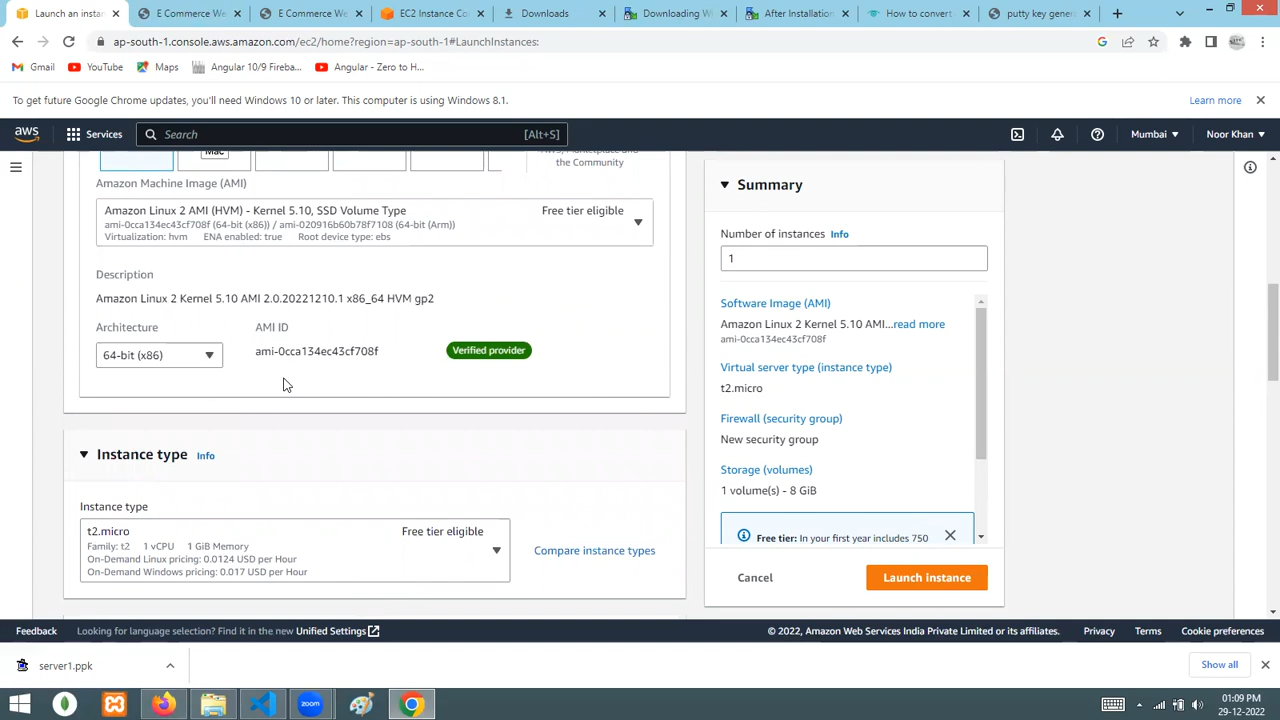 Launch an instan
E Commerce We
E Commerce We
EC2 Instance Co
Downloads
Downloading Wi
After Installation
How to convert
putty key gener
ap-south-1.console.aws.amazon.com/ec2/home?region=ap-south-1#LaunchInstances:
Gmail
YouTube
Maps
Angular 10/9 Fireba...
Angular - Zero to H...
To get future Google Chrome updates, you'll need Windows 10 or later. This computer is using Windows 8.1.
Learn more
aws
Services
Search
[Alt+S]
Mumbai
Noor Khan
Mac
AWS, Marketplace and
the Community
Amazon Machine Image (AMI)
Amazon Linux 2 AMI (HVM) - Kernel 5.10, SSD Volume Type
Free tier eligible
ami-0cca134ec43cf708f (64-bit (x86)) / ami-020916b60b78f7108 (64-bit (Arm))
Virtualization: hvm ENA enabled: true Root device type: ebs
Description
Amazon Linux 2 Kernel 5.10 AMI 2.0.20221210.1 x86_64 HVM gp2
Architecture
AMI ID
64-bit (x86)
ami-0cca134ec43cf708f
Verified provider
Instance type Info
Instance type
t2.micro
Free tier eligible
Family: t2 1 vCPU 1 GiB Memory
On-Demand Linux pricing: 0.0124 USD per Hour
On-Demand Windows pricing: 0.017 USD per Hour
Compare instance types
Summary
Number of instances Info
1
Software Image (AMI)
Amazon Linux 2 Kernel 5.10 AMI...read more
ami-0cca134ec43cf708f
Virtual server type (instance type)
t2.micro
Firewall (security group)
New security group
Storage (volumes)
1 volume(s) - 8 GiB
Free tier: In your first year includes 750
Cancel
Launch instance
Feedback
Looking for language selection? Find it in the new Unified Settings
© 2022, Amazon Web Services India Private Limited or its affiliates.
Privacy
Terms
Cookie preferences
server1.ppk
Show all
zoom
01:09 PM
29-12-2022